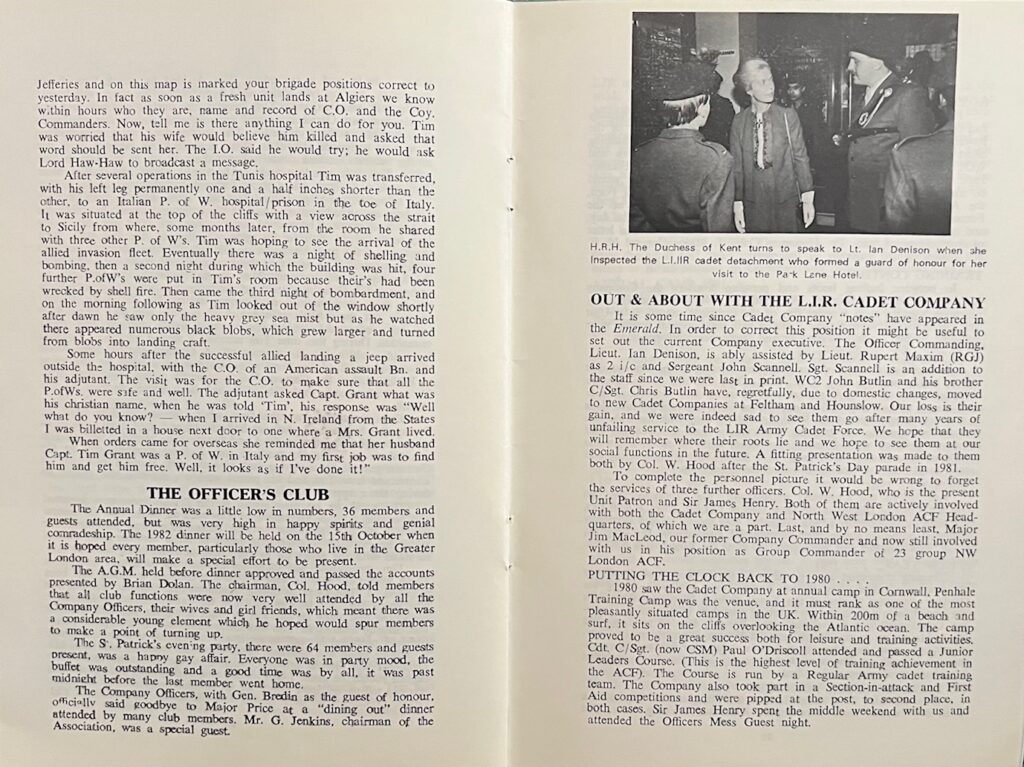 Jefferies and on this map is marked your brigade positions correct to
yesterday. In fact as soon as a fresh unit lands at Algiers we know
within hours who they are, name and record of C.O. and the Coy.
Commanders. Now, tell me is there anything I can do for you. Tim
was worried that his wife would believe him killed and asked that
word should be sent her. The I.O. said he would try; he would ask
Lord Haw-Haw to broadcast a message.
After several operations in the Tunis hospital Tim was transferred,
with his left leg permanently one and a half inches shorter than the
other, to an Italian P. of W. hospital/prison in the toe of Italy.
It was situated at the top of the cliffs with a view across the strait
to Sicily from where, some months later, from the room he shared
with three other P. of W's. Tim was hoping to see the arrival of the
allied invasion fleet. Eventually there was a night of shelling and
bombing, then a second night during which the building was hit, four
further P.ofW's were put in Tim's room because their's had been
wrecked by shell fire. Then came the third night of bombardment, and
on the morning following as Tim looked out of the window shortly
after dawn he saw only the heavy grey sea mist but as he watched
there appeared numerous black blobs, which grew larger and turned
from blobs into landing craft.
Some hours after the successful allied landing a jeep arrived
outside the hospital, with the C.O. of an American assault Bn. and
his adjutant. The visit was for the C.O. to make sure that all the
P.ofWs, were safe and well. The adjutant asked Capt. Grant what was
his christian name, when he was told 'Tim', his response was "Well
what do you know? — when I arrived in N. Ireland from the States
I was billetted in a house next door to one where a Mrs. Grant lived.
When orders came for overseas she reminded me that her husband
Capt. Tim Grant was a P. of W. in Italy and my first job was to find
him and get him free. Well, it looks as if I've done it!"
THE OFFICER'S CLUB
The Annual Dinner was a little low in numbers, 36 members and
guests attended, but was very high in happy spirits and genial
comradeship. The 1982 dinner will be held on the 15th October when
it is hoped every member, particularly those who live in the Greater
London area, will make a special effort to be present.
The A.G.M. held before dinner approved and passed the accounts
presented by Brian Dolan. The chairman, Col. Hood, told members
that all club functions were now very well attended by all the
Company Officers, their wives and girl friends, which meant there was
a considerable young element which he hoped would spur members
to make a point of turning up.
The St. Patrick's evening party, there were 64 members and guests
present, was a happy gay affair. Everyone was in party mood, the
buffet was outstanding and a good time was by all, it was past
midnight before the last member went home.
The Company Officers, with Gen. Bredin as the guest of honour,
officially said goodbye to Major Price at a "dining out" dinner
attended by many club members. Mr. G. Jenkins, chairman of the
Association, was a special guest.
H.R.H. The Duchess of Kent turns to speak to Lt. Ian Denison when she
inspected the L.I.IIR cadet detachment who formed a guard of honour for her
visit to the Park Lane Hotel.
OUT & ABOUT WITH THE L.I.R. CADET COMPANY
It is some time since Cadet Company "notes" have appeared in
the Emerald. In order to correct this position it might be useful to
set out the current Company executive. The Officer Commanding,
Lieut. Ian Denison, is ably assisted by Lieut. Rupert Maxim (RGJ)
as 2 i/c and Sergeant John Scannell. Sgt. Scannell is an addition to
the staff since we were last in print. WC2 John Butlin and his brother
C/Sgt. Chris Butlin have, regretfully, due to domestic changes, moved
to new Cadet Companies at Feltham and Hounslow. Our loss is their
gain, and we were indeed sad to see them go after many years of
unfailing service to the LIR Army Cadet Force. We hope that they
will remember where their roots lie and we hope to see them at our
social functions in the future. A fitting presentation was made to them
both by Col. W. Hood after the St. Patrick's Day parade in 1981.
To complete the personnel picture it would be wrong to forget
the services of three further officers. Col. W. Hood, who is the present
Unit Patron and Sir James Henry. Both of them are actively involved
with both the Cadet Company and North West London ACF Head-
quarters, of which we are a part. Last, and by no means least, Major
Jim MacLeod, our former Company Commander and now still involved
with us in his position as Group Commander of 23 group NW
London ACF.
PUTTING THE CLOCK BACK TO 1980 . . . .
1980 saw the Cadet Company at annual camp in Cornwall, Penhale
Training Camp was the venue, and it must rank as one of the most
pleasantly situated camps in the UK. Within 200m of a beach and
surf, it sits on the cliffs overlooking the Atlantic ocean. The camp
proved to be a great success both for leisure and training activities.
Cdt. C/Sgt. (now CSM) Paul O'Driscoll attended and passed a Junior
Leaders Course. (This is the highest level of training achievement in
the ACF). The Course is run by a Regular Army cadet training
team. The Company also took part in a Section-in-attack and First
Aid competitions and were pipped at the post, to second place, in
both cases. Sir James Henry spent the middle weekend with us and
attended the Officers Mess Guest night.